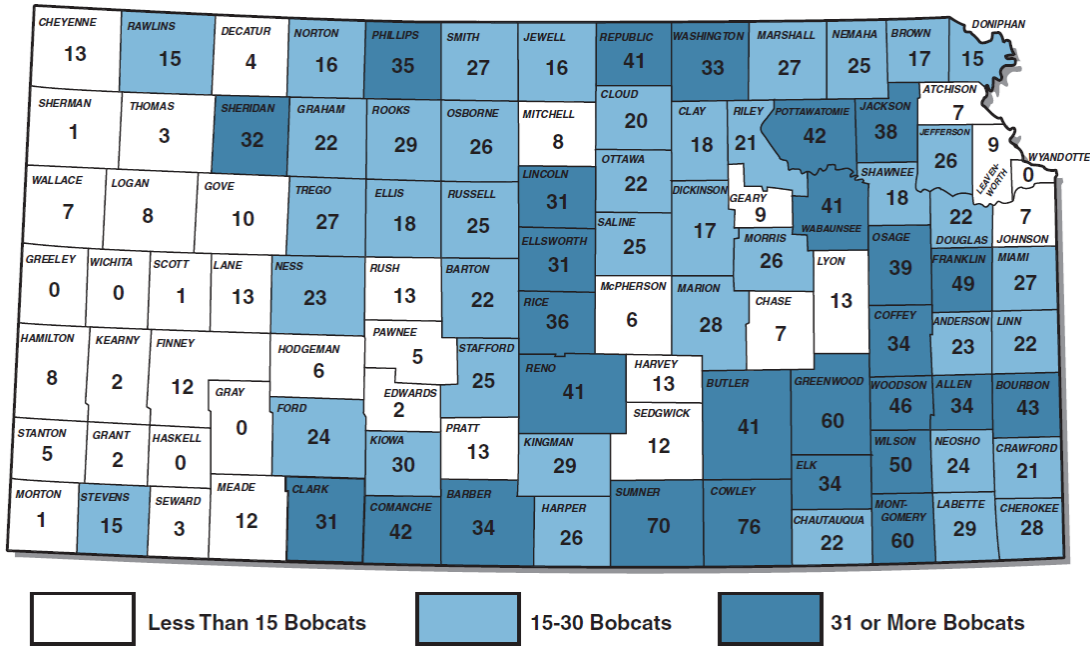 CHEYENNE
13
RAWLINS
15
DECATUR
4
NORTON
16
PHILLIPS
35
SMITH
27
JEWELL
16
REPUBLIC
41
WASHINGTON
33
MARSHALL
27
NEMAHA
25
BROWN
17
DONIPHAN
15
SHERMAN
1
THOMAS
3
SHERIDAN
32
GRAHAM
22
ROOKS
29
OSBORNE
26
MITCHELL
8
CLOUD
20
CLAY
18
RILEY
21
POTTAWATOMIE
42
JACKSON
38
ATCHISON
7
JEFFERSON
26
LEAVEN-
WORTH
9
WYANDOTTE
0
WALLACE
7
LOGAN
8
GOVE
10
TREGO
27
ELLIS
18
RUSSELL
25
LINCOLN
31
OTTAWA
22
DICKINSON
17
GEARY
9
41
WABAUNSEE
SHAWNEE
18
22
DOUGLAS
7
JOHNSON
GREELEY
0
WICHITA
0
SCOTT
1
LANE
13
NESS
23
RUSH
13
BARTON
22
ELLSWORTH
31
SALINE
25
MORRIS
26
LYON
13
OSAGE
39
FRANKLIN
49
MIAMI
27
HAMILTON
8
KEARNY
2
FINNEY
12
HODGEMAN
6
PAWNEE
5
STAFFORD
25
RICE
36
McPHERSON
6
MARION
28
CHASE
7
COFFEY
34
ANDERSON
23
LINN
22
GRAY
0
FORD
24
EDWARDS
2
RENO
41
HARVEY
13
BUTLER
41
GREENWOOD
60
WOODSON
46
ALLEN
34
BOURBON
43
STANTON
5
GRANT
2
HASKELL
0
KIOWA
30
PRATT
13
KINGMAN
29
SEDGWICK
12
ELK
34
WILSON
50
NEOSHO
24
CRAWFORD
21
MORTON
1
STEVENS
15
SEWARD
3
MEADE
12
CLARK
31
COMANCHE
42
BARBER
34
HARPER
26
SUMNER
70
COWLEY
76
CHAUTAUQUA
22
MONT-
GOMERY
60
LABETTE
29
CHEROKEE
28
Less Than 15 Bobcats
15-30 Bobcats
31 or More Bobcats